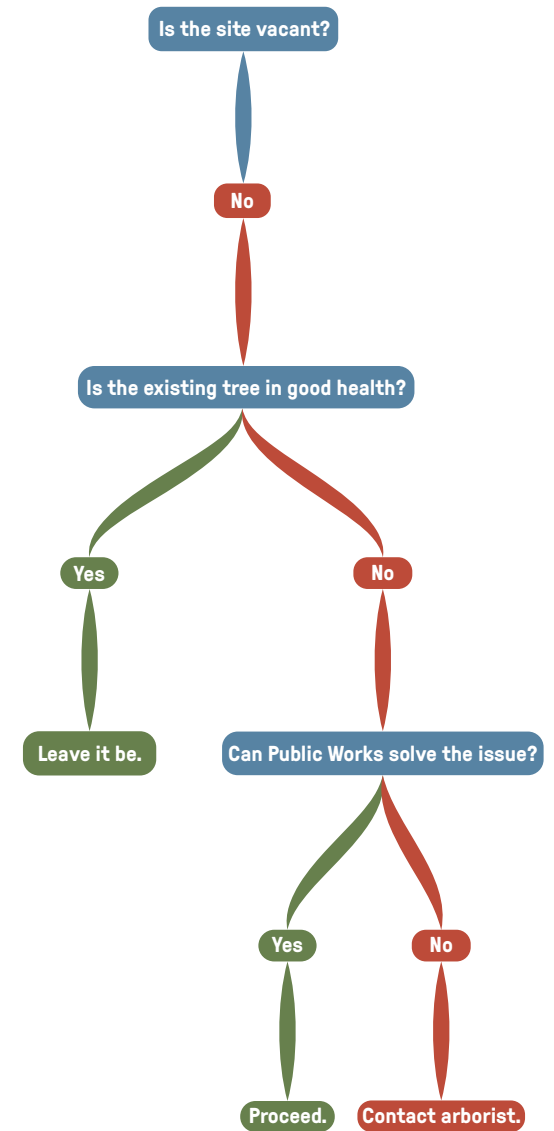 Is the site vacant?
No
Is the existing tree in good health?
Yes
No
Leave it be.
Can Public Works solve the issue?
Yes
No
Proceed.
Contact arborist.